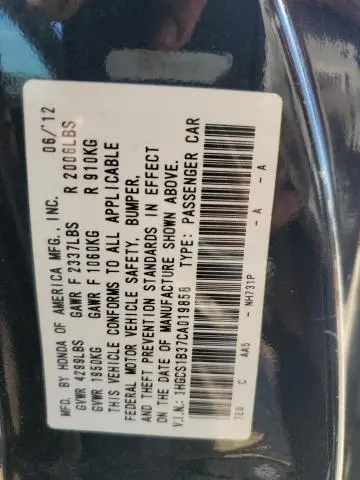 MFD. BY HONDA OF AMERICA MFG., INC. 06/'12
GVWR 4299LBS GAWR F 2337LBS R 2006LBS
GVWR 1950KG GAWR F 1060KG R 910KG
THIS VEHICLE CONFORMS TO ALL APPLICABLE
FEDERAL MOTOR VEHICLE SAFETY, BUMPER,
AND THEFT PREVENTION STANDARDS IN EFFECT
ON THE DATE OF MANUFACTURE SHOWN ABOVE.
V.I.N.: 1HGCS1B37CA019858 TYPE: PASSENGER CAR
TE0 C AA5 - NH731P - A - A